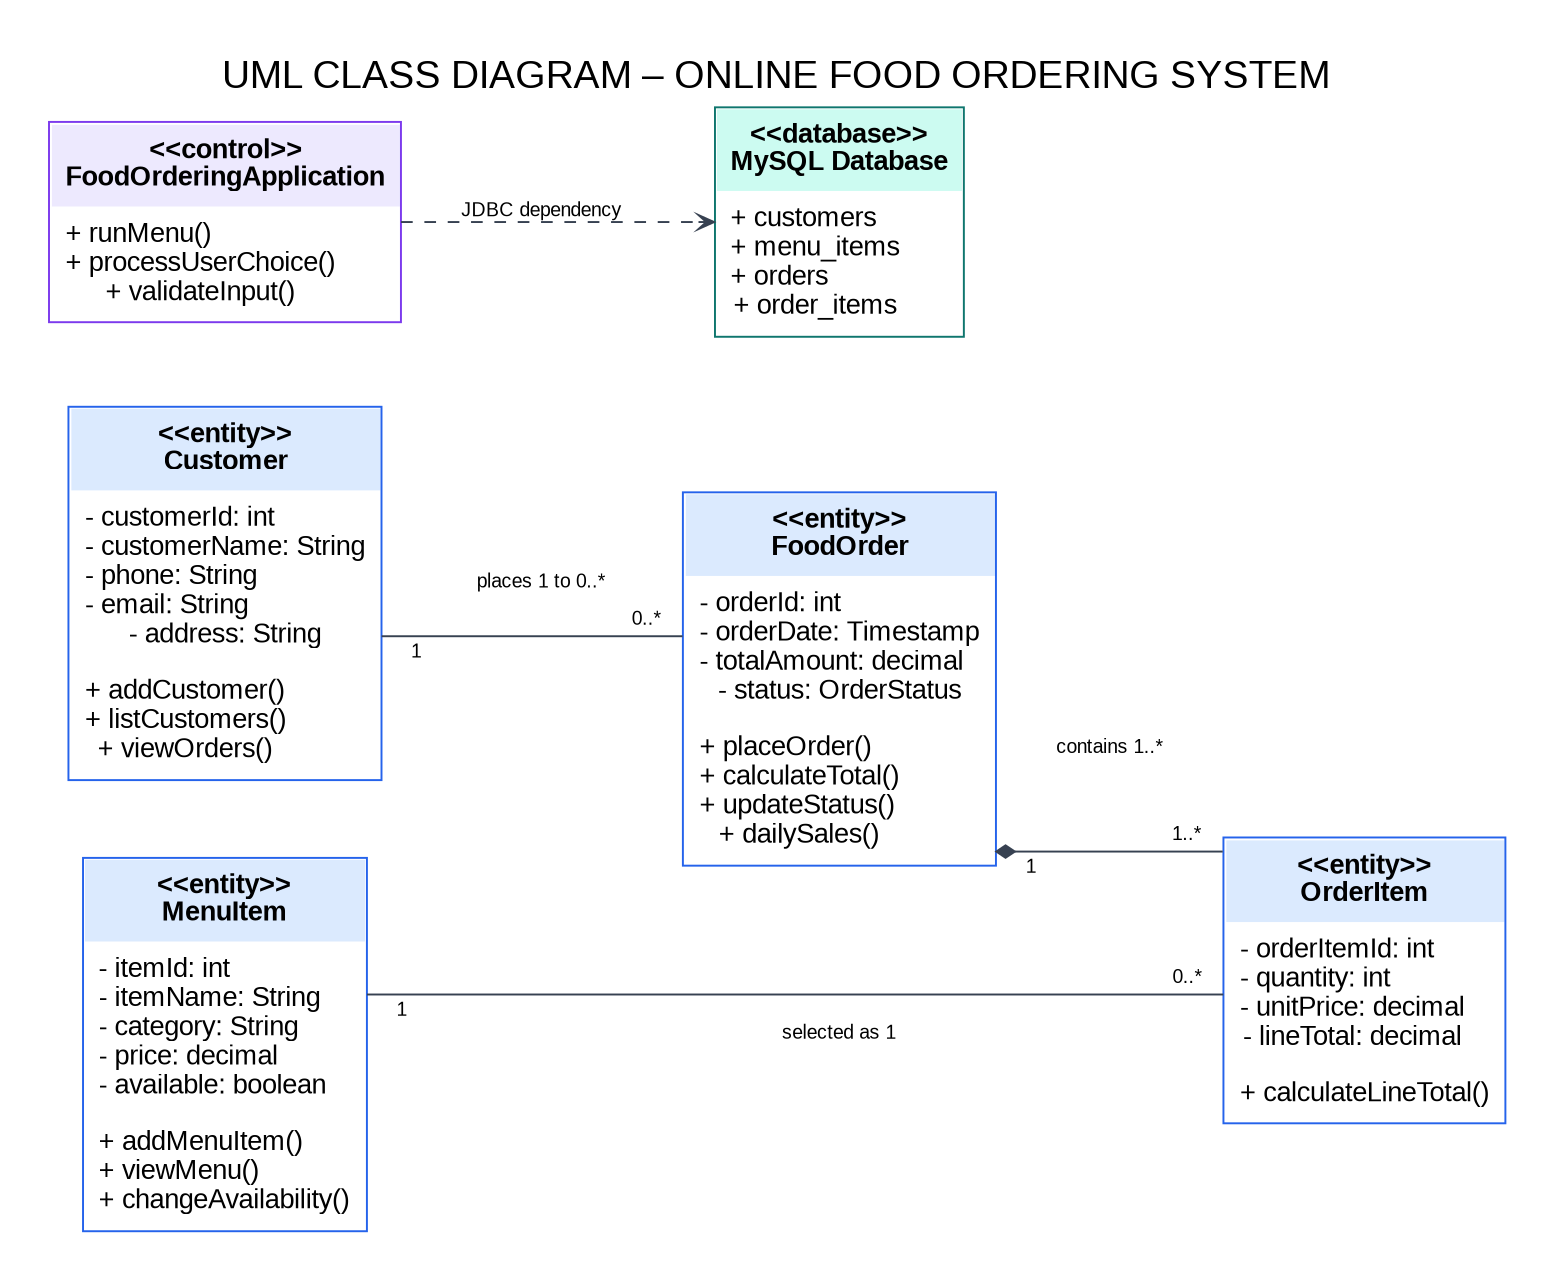 UML CLASS DIAGRAM – ONLINE FOOD ORDERING SYSTEM
<<control>>
FoodOrderingApplication
+ runMenu()
+ processUserChoice()
+ validateInput()
JDBC dependency
<<database>>
MySQL Database
+ customers
+ menu_items
+ orders
+ order_items
<<entity>>
Customer
- customerId: int
- customerName: String
- phone: String
- email: String
- address: String
+ addCustomer()
+ listCustomers()
+ viewOrders()
places 1 to 0..*
0..*
1
<<entity>>
FoodOrder
- orderId: int
- orderDate: Timestamp
- totalAmount: decimal
- status: OrderStatus
+ placeOrder()
+ calculateTotal()
+ updateStatus()
+ dailySales()
contains 1..*
1..*
1
<<entity>>
MenuItem
- itemId: int
- itemName: String
- category: String
- price: decimal
- available: boolean
+ addMenuItem()
+ viewMenu()
+ changeAvailability()
0..*
1
selected as 1
<<entity>>
OrderItem
- orderItemId: int
- quantity: int
- unitPrice: decimal
- lineTotal: decimal
+ calculateLineTotal()